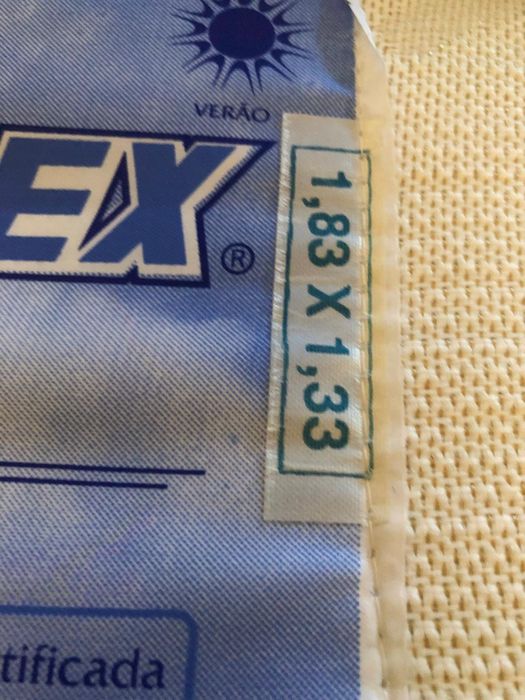 VERÃO
EX®
1,83 X 1,33
tificada